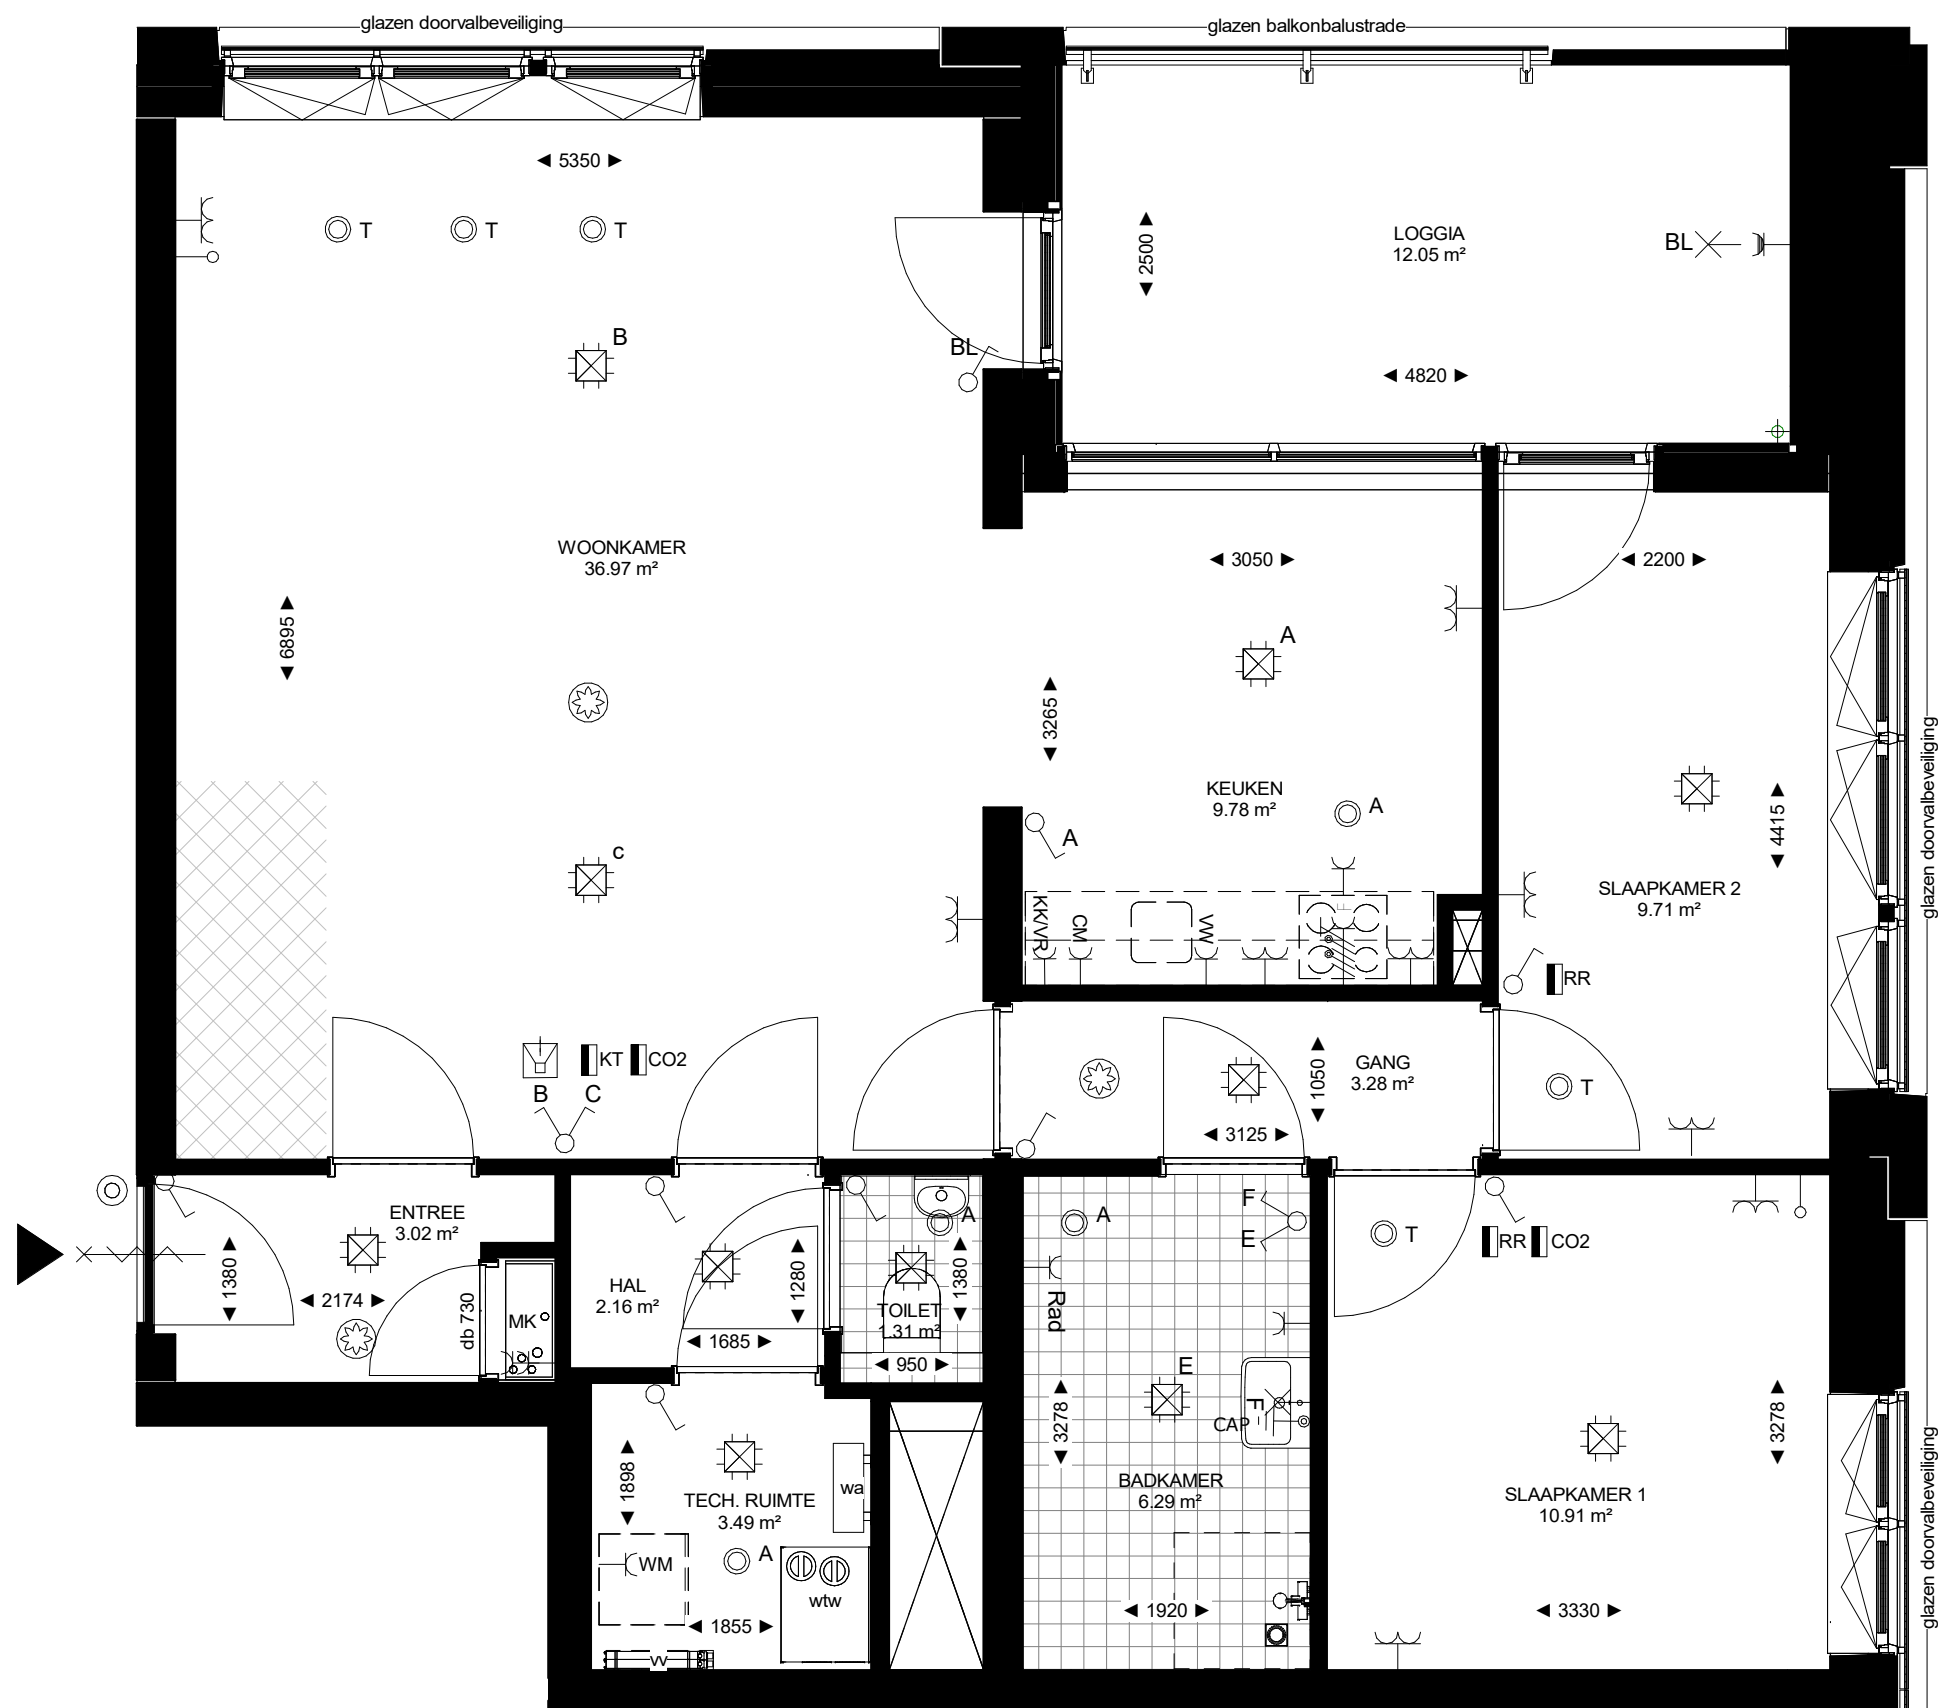 glazen doorvalbeveiliging
glazen balkonbalustrade
5350
T
T
T
B
BL
2500
LOGGIA
12.05 m²
BL
4820
WOONKAMER
36.97 m²
6895
3050
2200
A
3265
KEUKEN
9.78 m²
A
A
4415
glazen doorvalbeveiliging
c
SLAAPKAMER 2
9.71 m²
KK/VR
CM
VW
RR
KT
CO2
B
C
GANG
3.28 m²
1050
3125
T
ENTREE
3.02 m²
1380
2174
db 730
MK
HAL
2.16 m²
1280
1685
A
1380
TOILET
1.31 m²
950
A
F
E
T
RR
CO2
Rad
E
F
CAP
3278
BADKAMER
6.29 m²
1920
3278
SLAAPKAMER 1
10.91 m²
3330
glazen doorvalbeveiliging
1898
TECH. RUIMTE
3.49 m²
wa
WM
A
wtw
1855